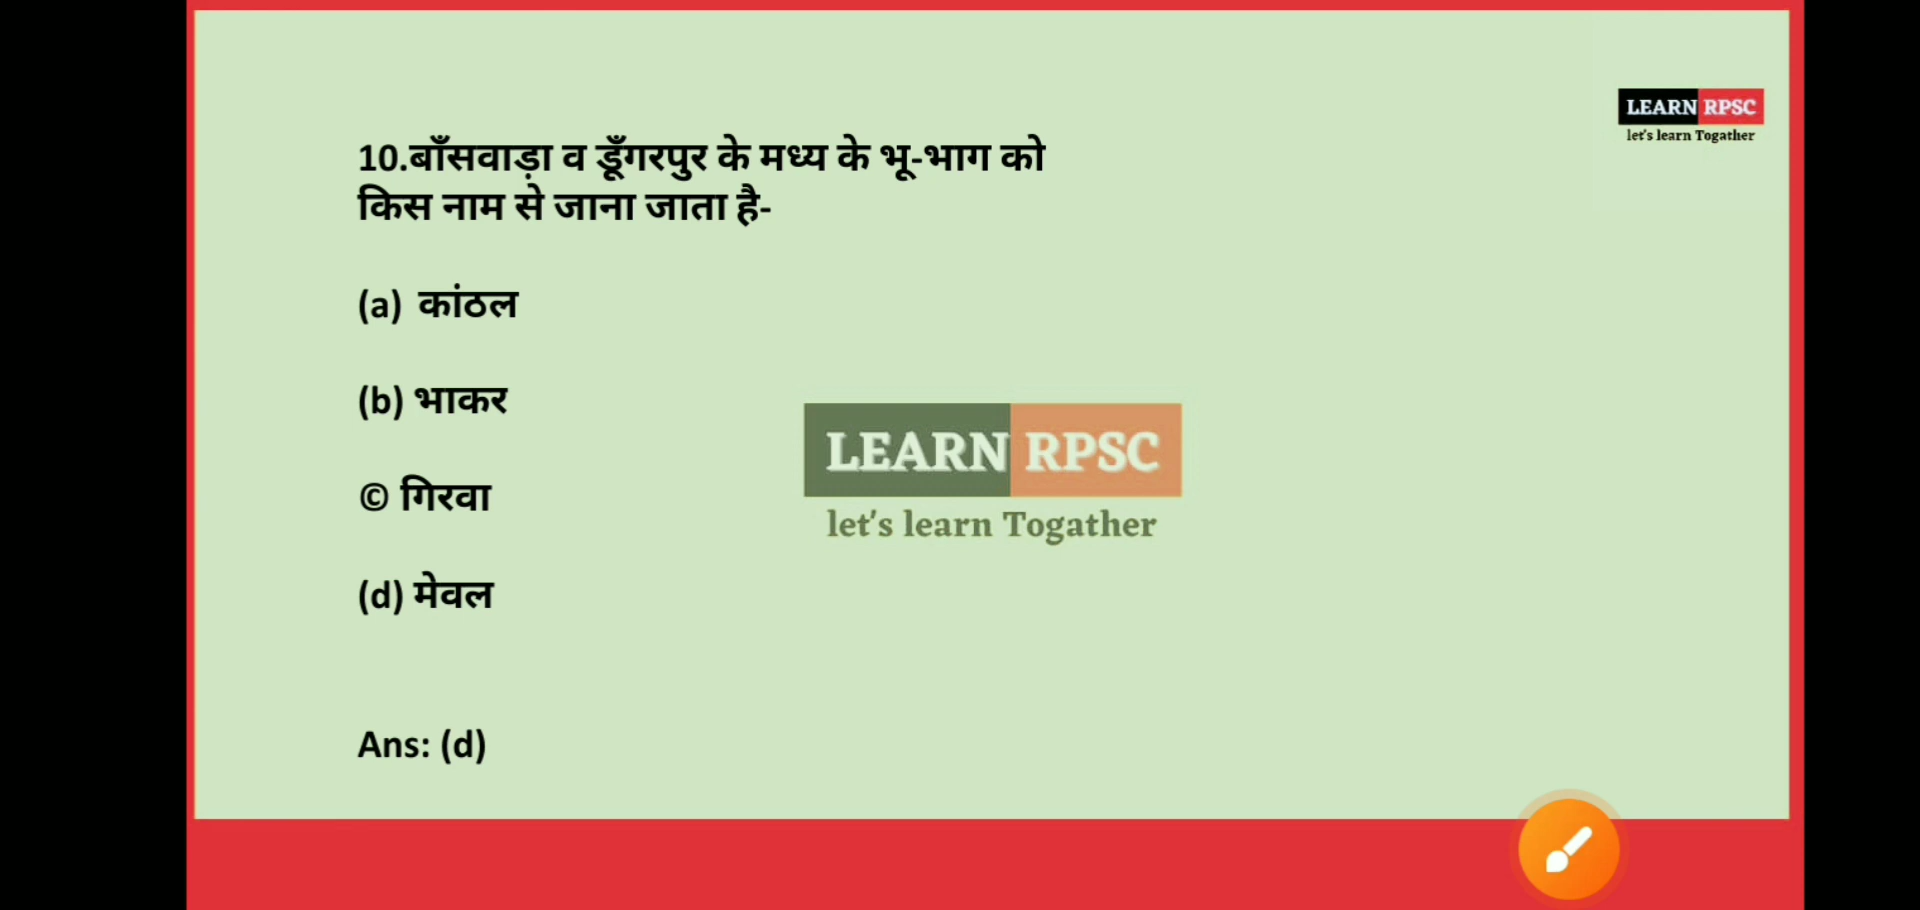 LEARN RPSC
let's learn Togather
10.बाँसवाड़ा व डूँगरपुर के मध्य के भू-भाग को
किस नाम से जाना जाता है-
(a) कांठल
(b) भाकर
© गिरवा
(d) मेवल
LEARN RPSC
let's learn Togather
Ans: (d)